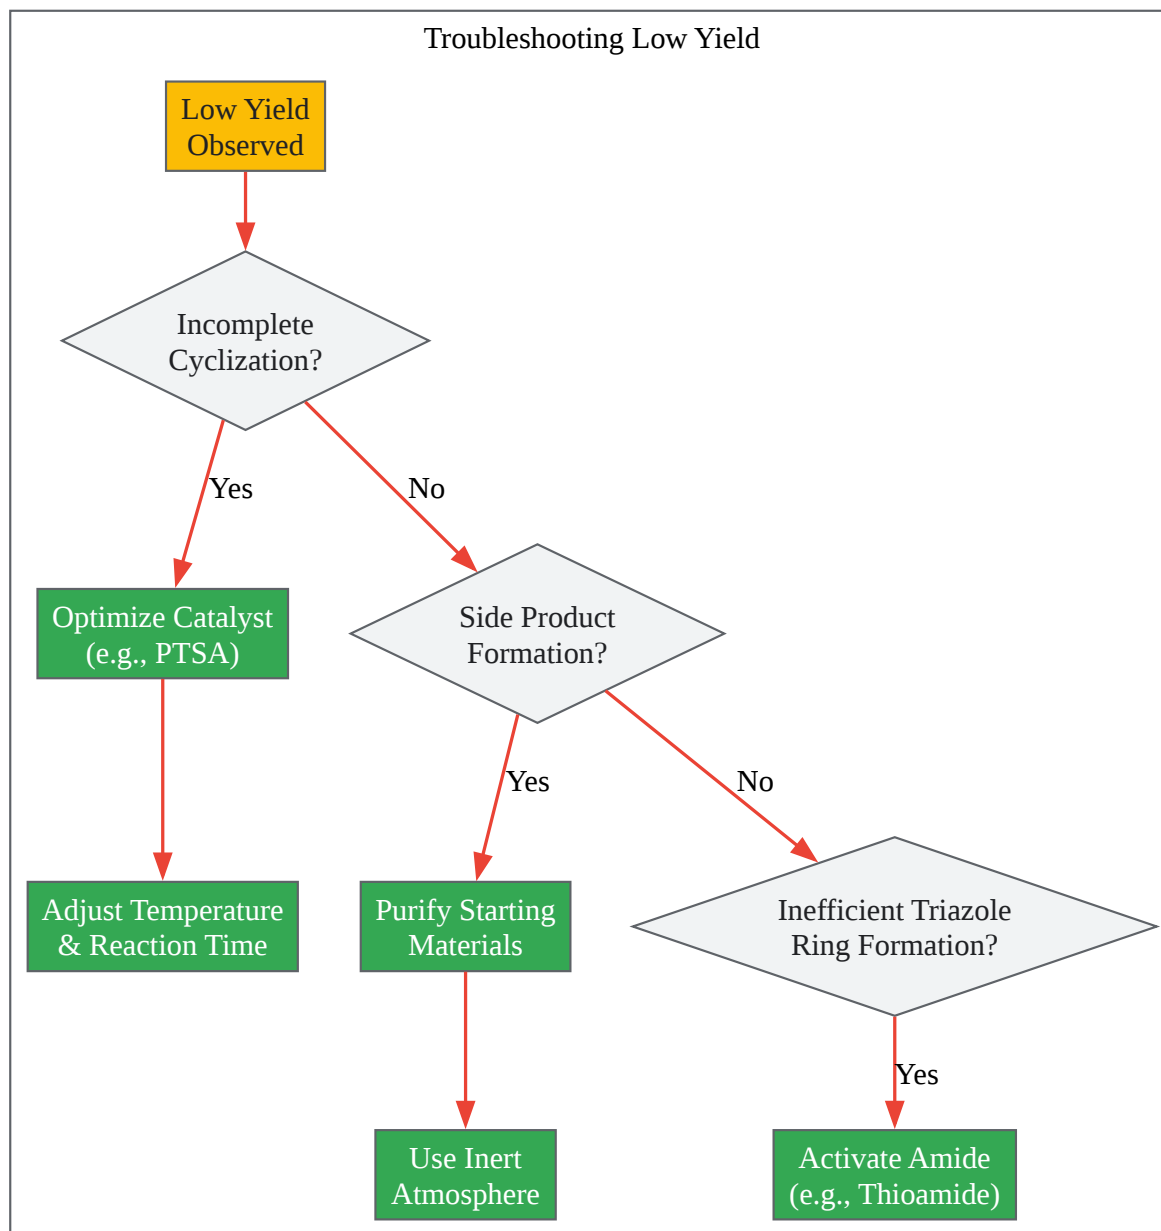 Troubleshooting Low Yield
Low Yield
Observed
Incomplete
Cyclization?
Yes
No
Optimize Catalyst
(e.g., PTSA)
Side Product
Formation?
Yes
No
Adjust Temperature
& Reaction Time
Purify Starting
Materials
Inefficient Triazole
Ring Formation?
Yes
Use Inert
Atmosphere
Activate Amide
(e.g., Thioamide)